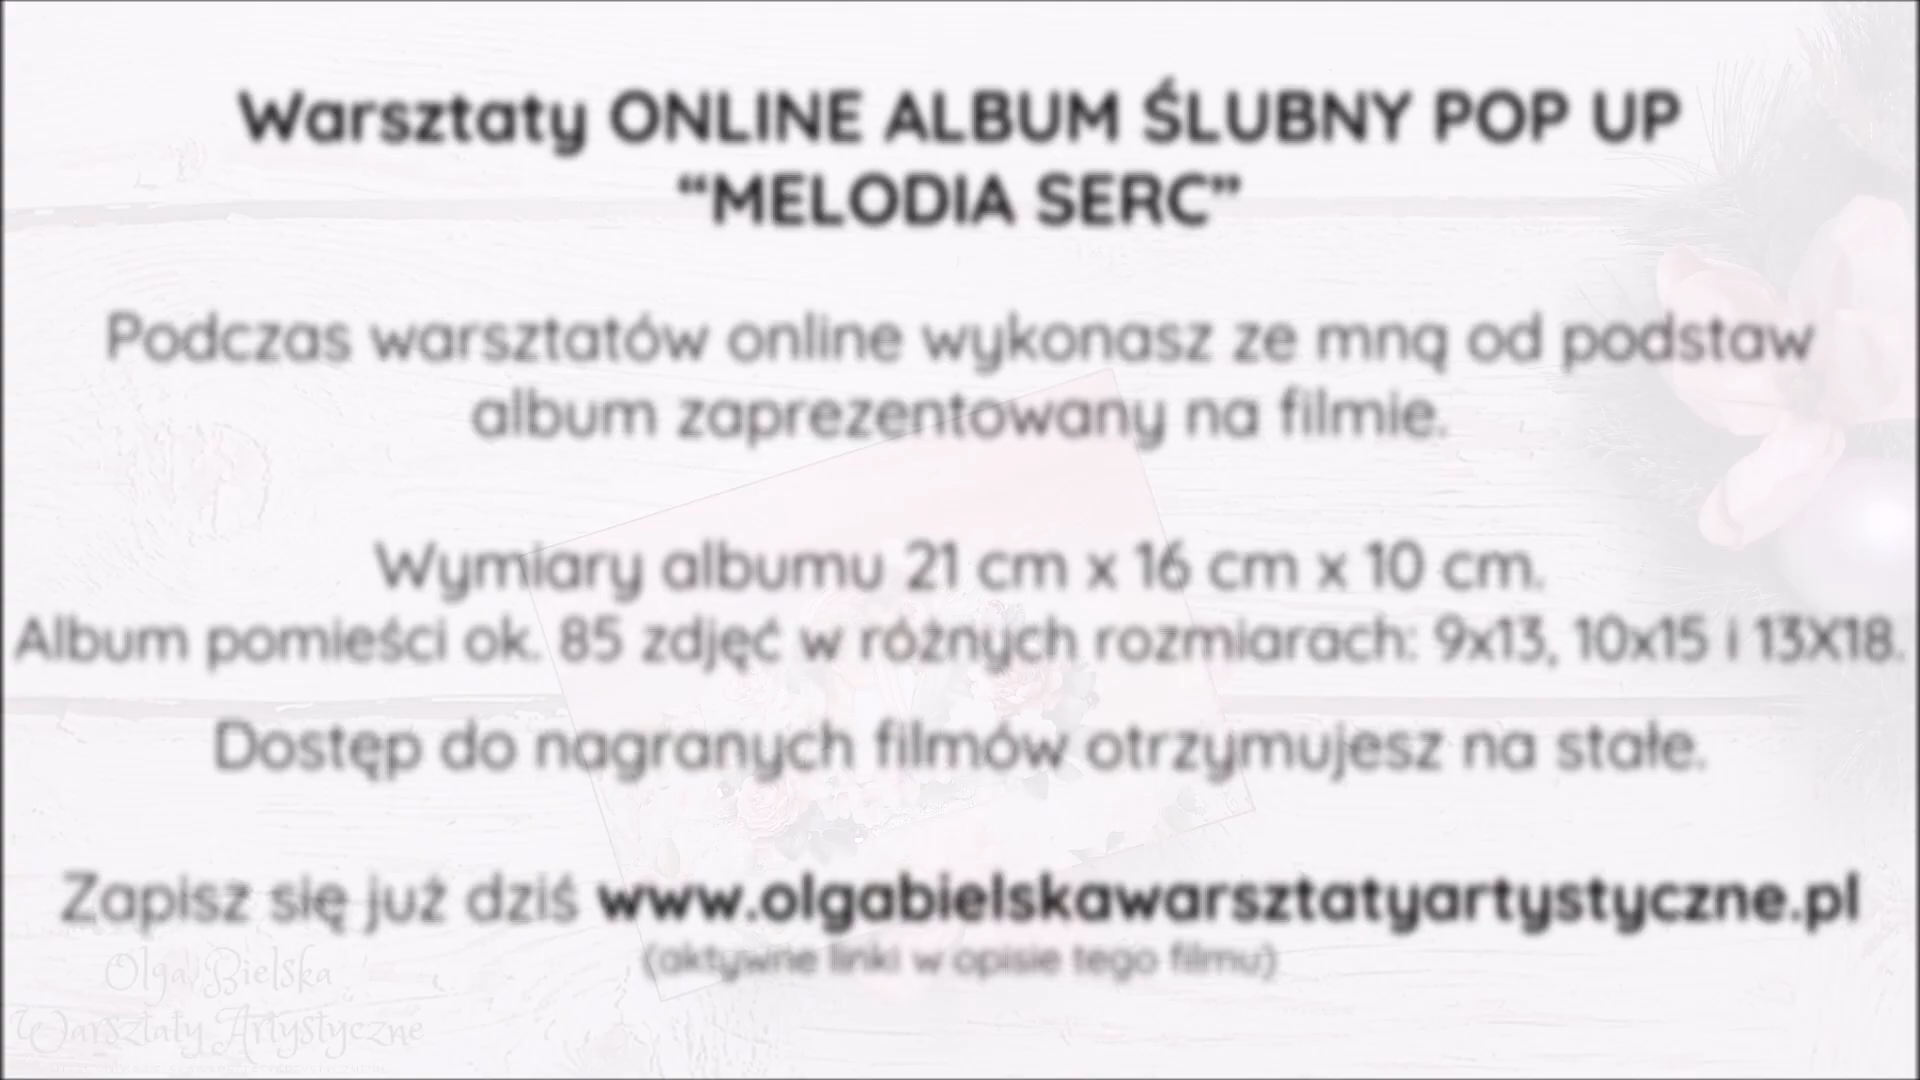 Warsztaty ONLINE ALBUM ŚLUBNY POP UP
“MELODIA SERC”
Podczas warsztatów online wykonasz ze mną od podstaw
album zaprezentowany na filmie.
Wymiary albumu 21 cm x 16 cm x 10 cm.
Album pomieści ok. 85 zdjęć w różnych rozmiarach: 9x13, 10x15 i 13X18.
Dostęp do nagranych filmów otrzymujesz na stałe.
Zapisz się już dziś www.olgabielskawarsztatyartystyczne.pl
(aktywne linki w opisie tego filmu)
Olga Bielska
Warsztaty Artystyczne